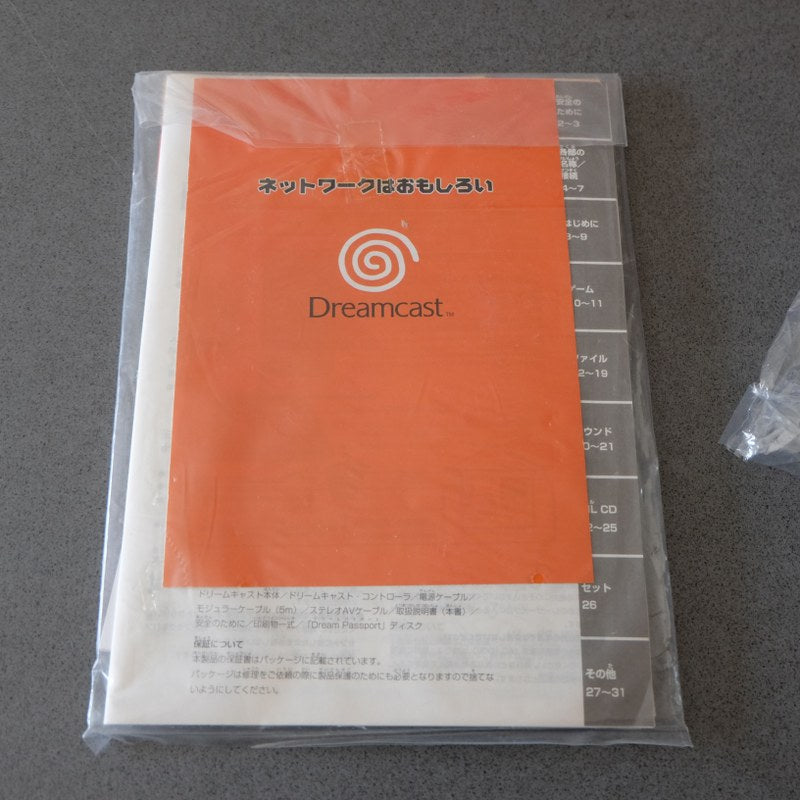 ネットワークはおもしろい
Dreamcast™
安全の
ために
2〜3
各部の
名称/
接続
4〜7
はじめに
8〜9
ーム
0〜11
ァイル
2〜19
ウンド
0〜21
CD
2〜25
セット
26
その他
27〜31
ドリームキャスト本体/ドリームキャスト・コントローラ/電源ケーブル/
モジュラーケーブル(5m)/ステレオAVケーブル/取扱説明書(本書)/
安全のために/印刷物一式/「Dream Passport」ディスク
保証について
本製品の保証書はパッケージに記載されています。
パッケージは修理をご依頼の際に製品保護のためにも必要となりますので捨てな
いようにしてください。